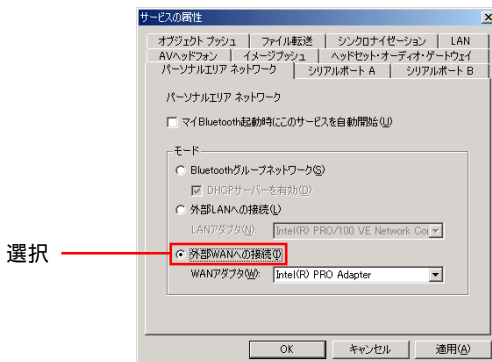 サービスの属性
オブジェクト プッシュ ファイル転送 シンクロナイゼーション LAN
AVヘッドフォン イメージプッシュ ヘッドセット・オーディオ・ゲートウェイ
パーソナルエリア ネットワーク シリアルポート A シリアルポート B
パーソナルエリア ネットワーク
マイBluetooth起動時にこのサービスを自動開始(U)
モード
Bluetoothグループネットワーク(S)
DHCPサーバーを有効(O)
外部LANへの接続(L)
LANアダプタ(N): Intel(R) PRO/100 VE Network Cor
選択
外部WANへの接続(I)
WANアダプタ(W): Intel(R) PRO Adapter
OK キャンセル 適用(A)